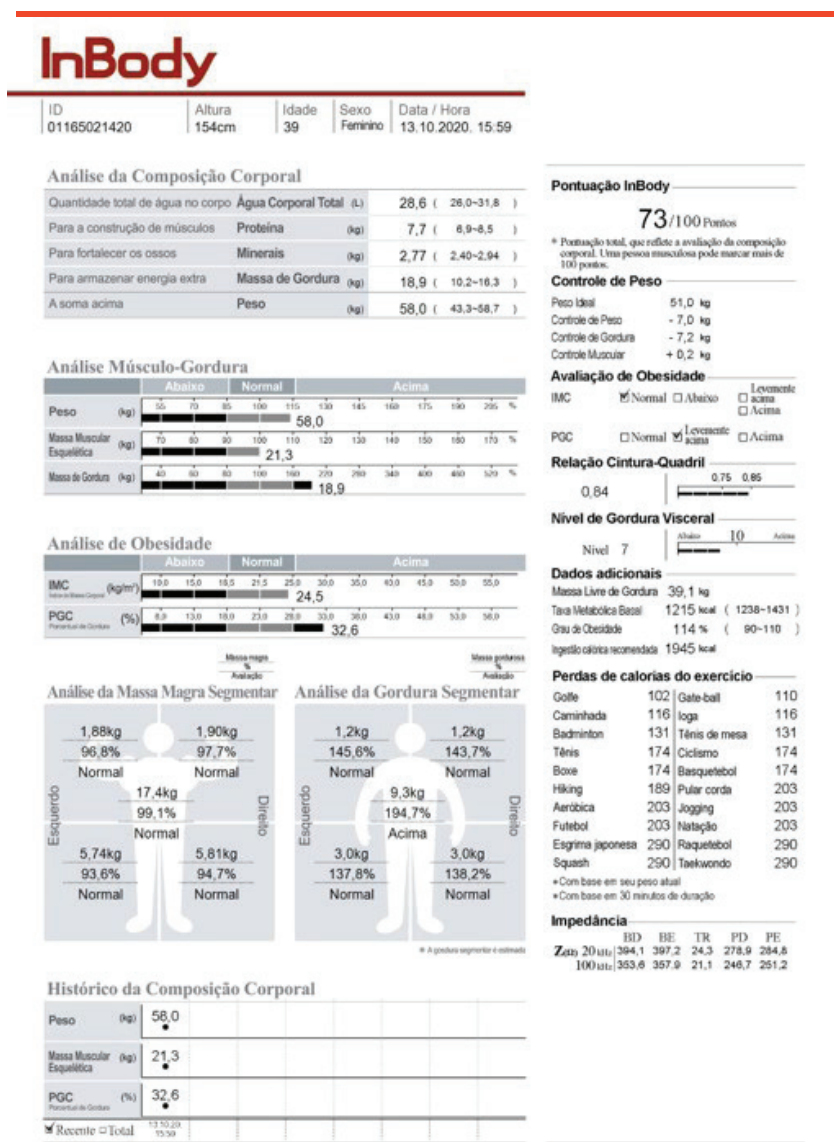 InBody
ID Altura Idade Sexo Data / Hora
01165021420 154cm 39 Feminino 13.10.2020. 15:59
Análise da Composição Corporal
Quantidade total de água no corpo Água Corporal Total (L) 28,6 ( 26,0~31,8 )
Para a construção de músculos Proteína (kg) 7,7 ( 6,9~8,5 )
Para fortalecer os ossos Minerais (kg) 2,77 ( 2,40~2,94 )
Para armazenar energia extra Massa de Gordura (kg) 18,9 ( 10,2~16,3 )
A soma acima Peso (kg) 58,0 ( 43,3~58,7 )
Análise Músculo-Gordura
Abaixo Normal Acima
Peso (kg) 55 70 85 100 115 130 145 160 175 190 205 %
58,0
Massa Muscular Esquelética (kg) 70 80 90 100 110 120 130 140 150 160 170 %
21,3
Massa de Gordura (kg) 40 60 80 100 160 220 280 340 400 460 520 %
18,9
Análise de Obesidade
Abaixo Normal Acima
IMC (kg/m²) 10,0 15,0 18,5 21,5 25,0 30,0 35,0 40,0 45,0 50,0 55,0
24,5
PGC (%) 8,0 13,0 18,0 23,0 28,0 33,0 38,0 43,0 48,0 53,0 58,0
Percentual de Gordura
32,6
Massa magra
%
Avaliação
Análise da Massa Magra Segmentar
1,88kg 1,90kg
96,8% 97,7%
Normal Normal
17,4kg
99,1%
Normal
Esquerdo
Direito
5,74kg 5,81kg
93,6% 94,7%
Normal Normal
Massa gordurosa
%
Avaliação
Análise da Gordura Segmentar
1,2kg 1,2kg
145,6% 143,7%
Normal Normal
9,3kg
194,7%
Acima
Esquerdo
Direito
3,0kg 3,0kg
137,8% 138,2%
Normal Normal
* A gordura segmentar é estimada
Histórico da Composição Corporal
Peso (kg) 58,0
Massa Muscular Esquelética (kg) 21,3
PGC (%) 32,6
Percentual de Gordura
Recente Total 13.10.20. 15:59
Pontuação InBody
73/100 Pontos
* Pontuação total, que reflete a avaliação da composição
corporal. Uma pessoa musculosa pode marcar mais de
100 pontos.
Controle de Peso
Peso Ideal 51,0 kg
Controle de Peso - 7,0 kg
Controle de Gordura - 7,2 kg
Controle Muscular + 0,2 kg
Avaliação de Obesidade
IMC Normal Abaixo Levemente acima
Acima
PGC Normal Levemente acima Acima
Relação Cintura-Quadril
0,75 0,85
0,84
Nível de Gordura Visceral
Abaixo 10 Acima
Nível 7
Dados adicionais
Massa Livre de Gordura 39,1 kg
Taxa Metabólica Basal 1215 kcal ( 1238~1431 )
Grau de Obesidade 114 % ( 90~110 )
Ingestão calórica recomendada 1945 kcal
Perdas de calorias do exercício
Golfe 102 Gate-ball 110
Caminhada 116 Ioga 116
Badminton 131 Tênis de mesa 131
Tênis 174 Ciclismo 174
Boxe 174 Basquetebol 174
Hiking 189 Pular corda 203
Aeróbica 203 Jogging 203
Futebol 203 Natação 203
Esgrima japonesa 290 Raquetebol 290
Squash 290 Taekwondo 290
*Com base em seu peso atual
*Com base em 30 minutos de duração
Impedância
BD BE TR PD PE
Z(Ω) 20 kHz 394,1 397,2 24,3 278,9 284,8
100 kHz 353,6 357,9 21,1 246,7 251,2